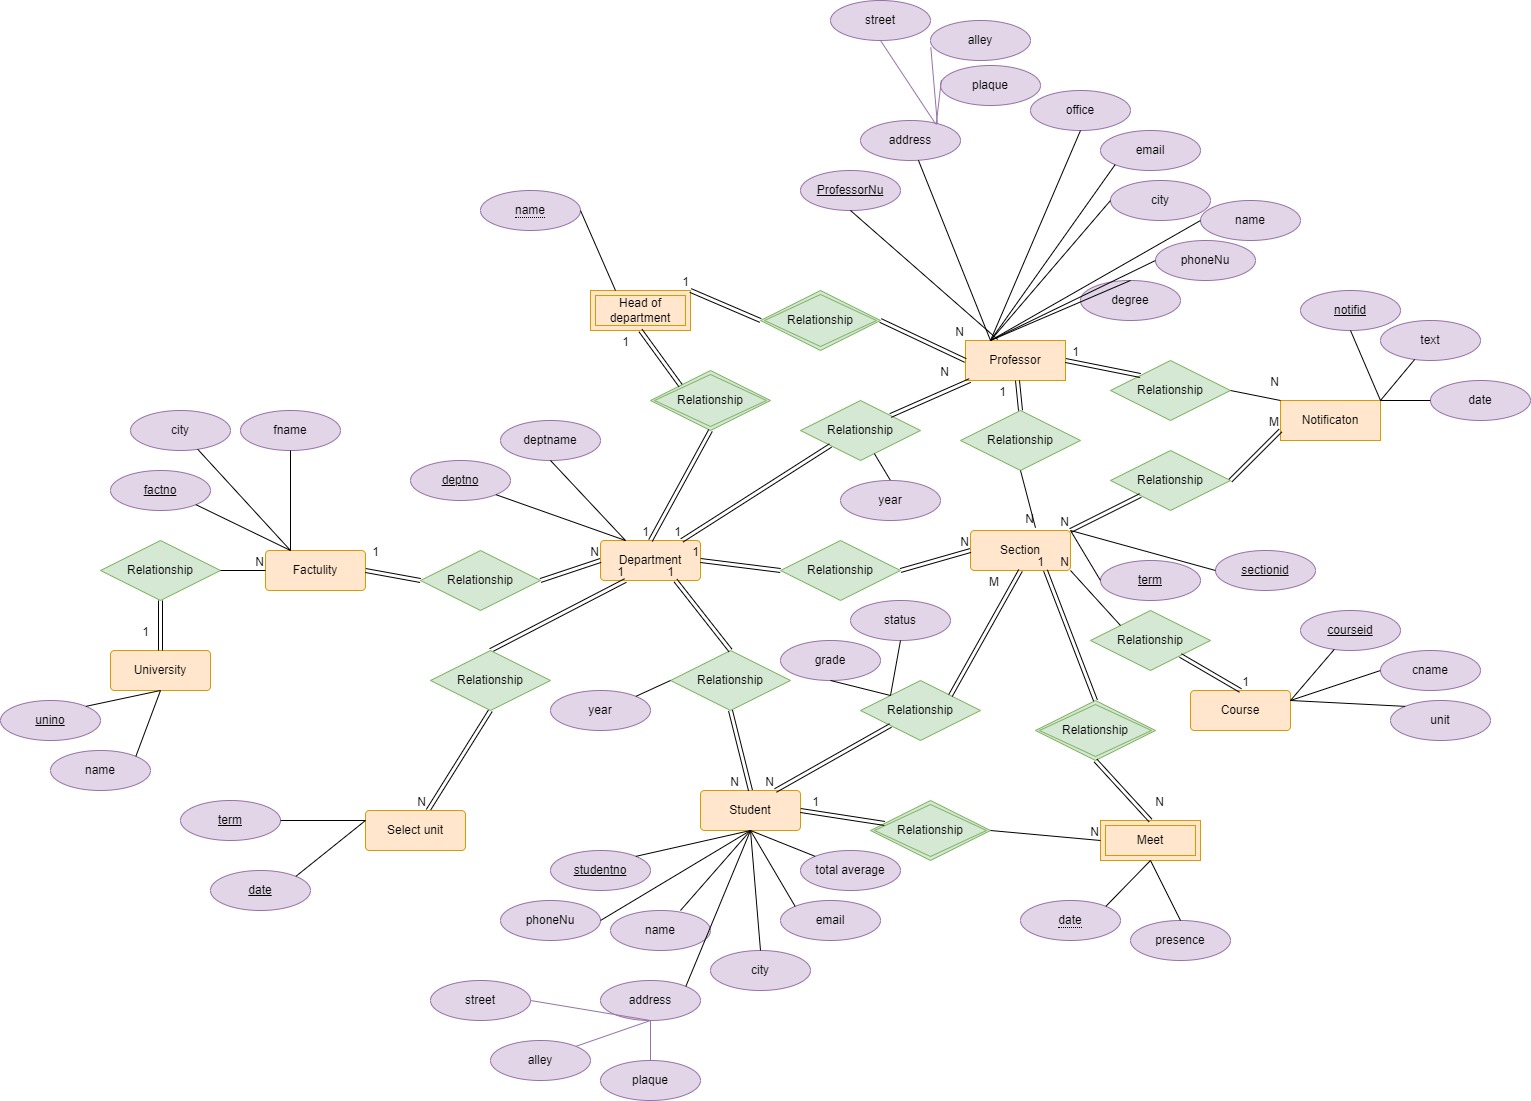 street
alley
plaque
office
address
email
ProfessorNu
city
name
name
phoneNu
degree
1
Head of
department
Relationship
notifid
text
date
N
Professor
1
1
N
1
N
Relationship
Notificaton
M
Relationship
Relationship
Relationship
Relationship
year
city
fname
factno
deptname
deptno
Relationship
N
Factulity
1
Relationship
1
1
N
Department
1
1
1
Relationship
N
N
N
Section
1
N
M
term
sectionid
1
University
unino
name
Relationship
Relationship
year
status
grade
Relationship
Relationship
courseid
cname
unit
1
Course
Relationship
N
term
Select unit
date
N
N
Student
1
Relationship
N
N
Meet
date
presence
studentno
total average
phoneNu
name
email
city
street
address
alley
plaque